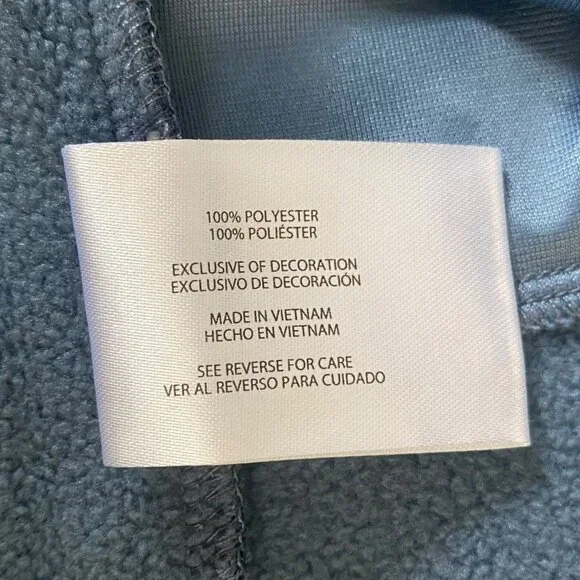 100% POLYESTER
100% POLIÉSTER
EXCLUSIVE OF DECORATION
EXCLUSIVO DE DECORACIÓN
MADE IN VIETNAM
HECHO EN VIETNAM
SEE REVERSE FOR CARE
VER AL REVERSO PARA CUIDADO